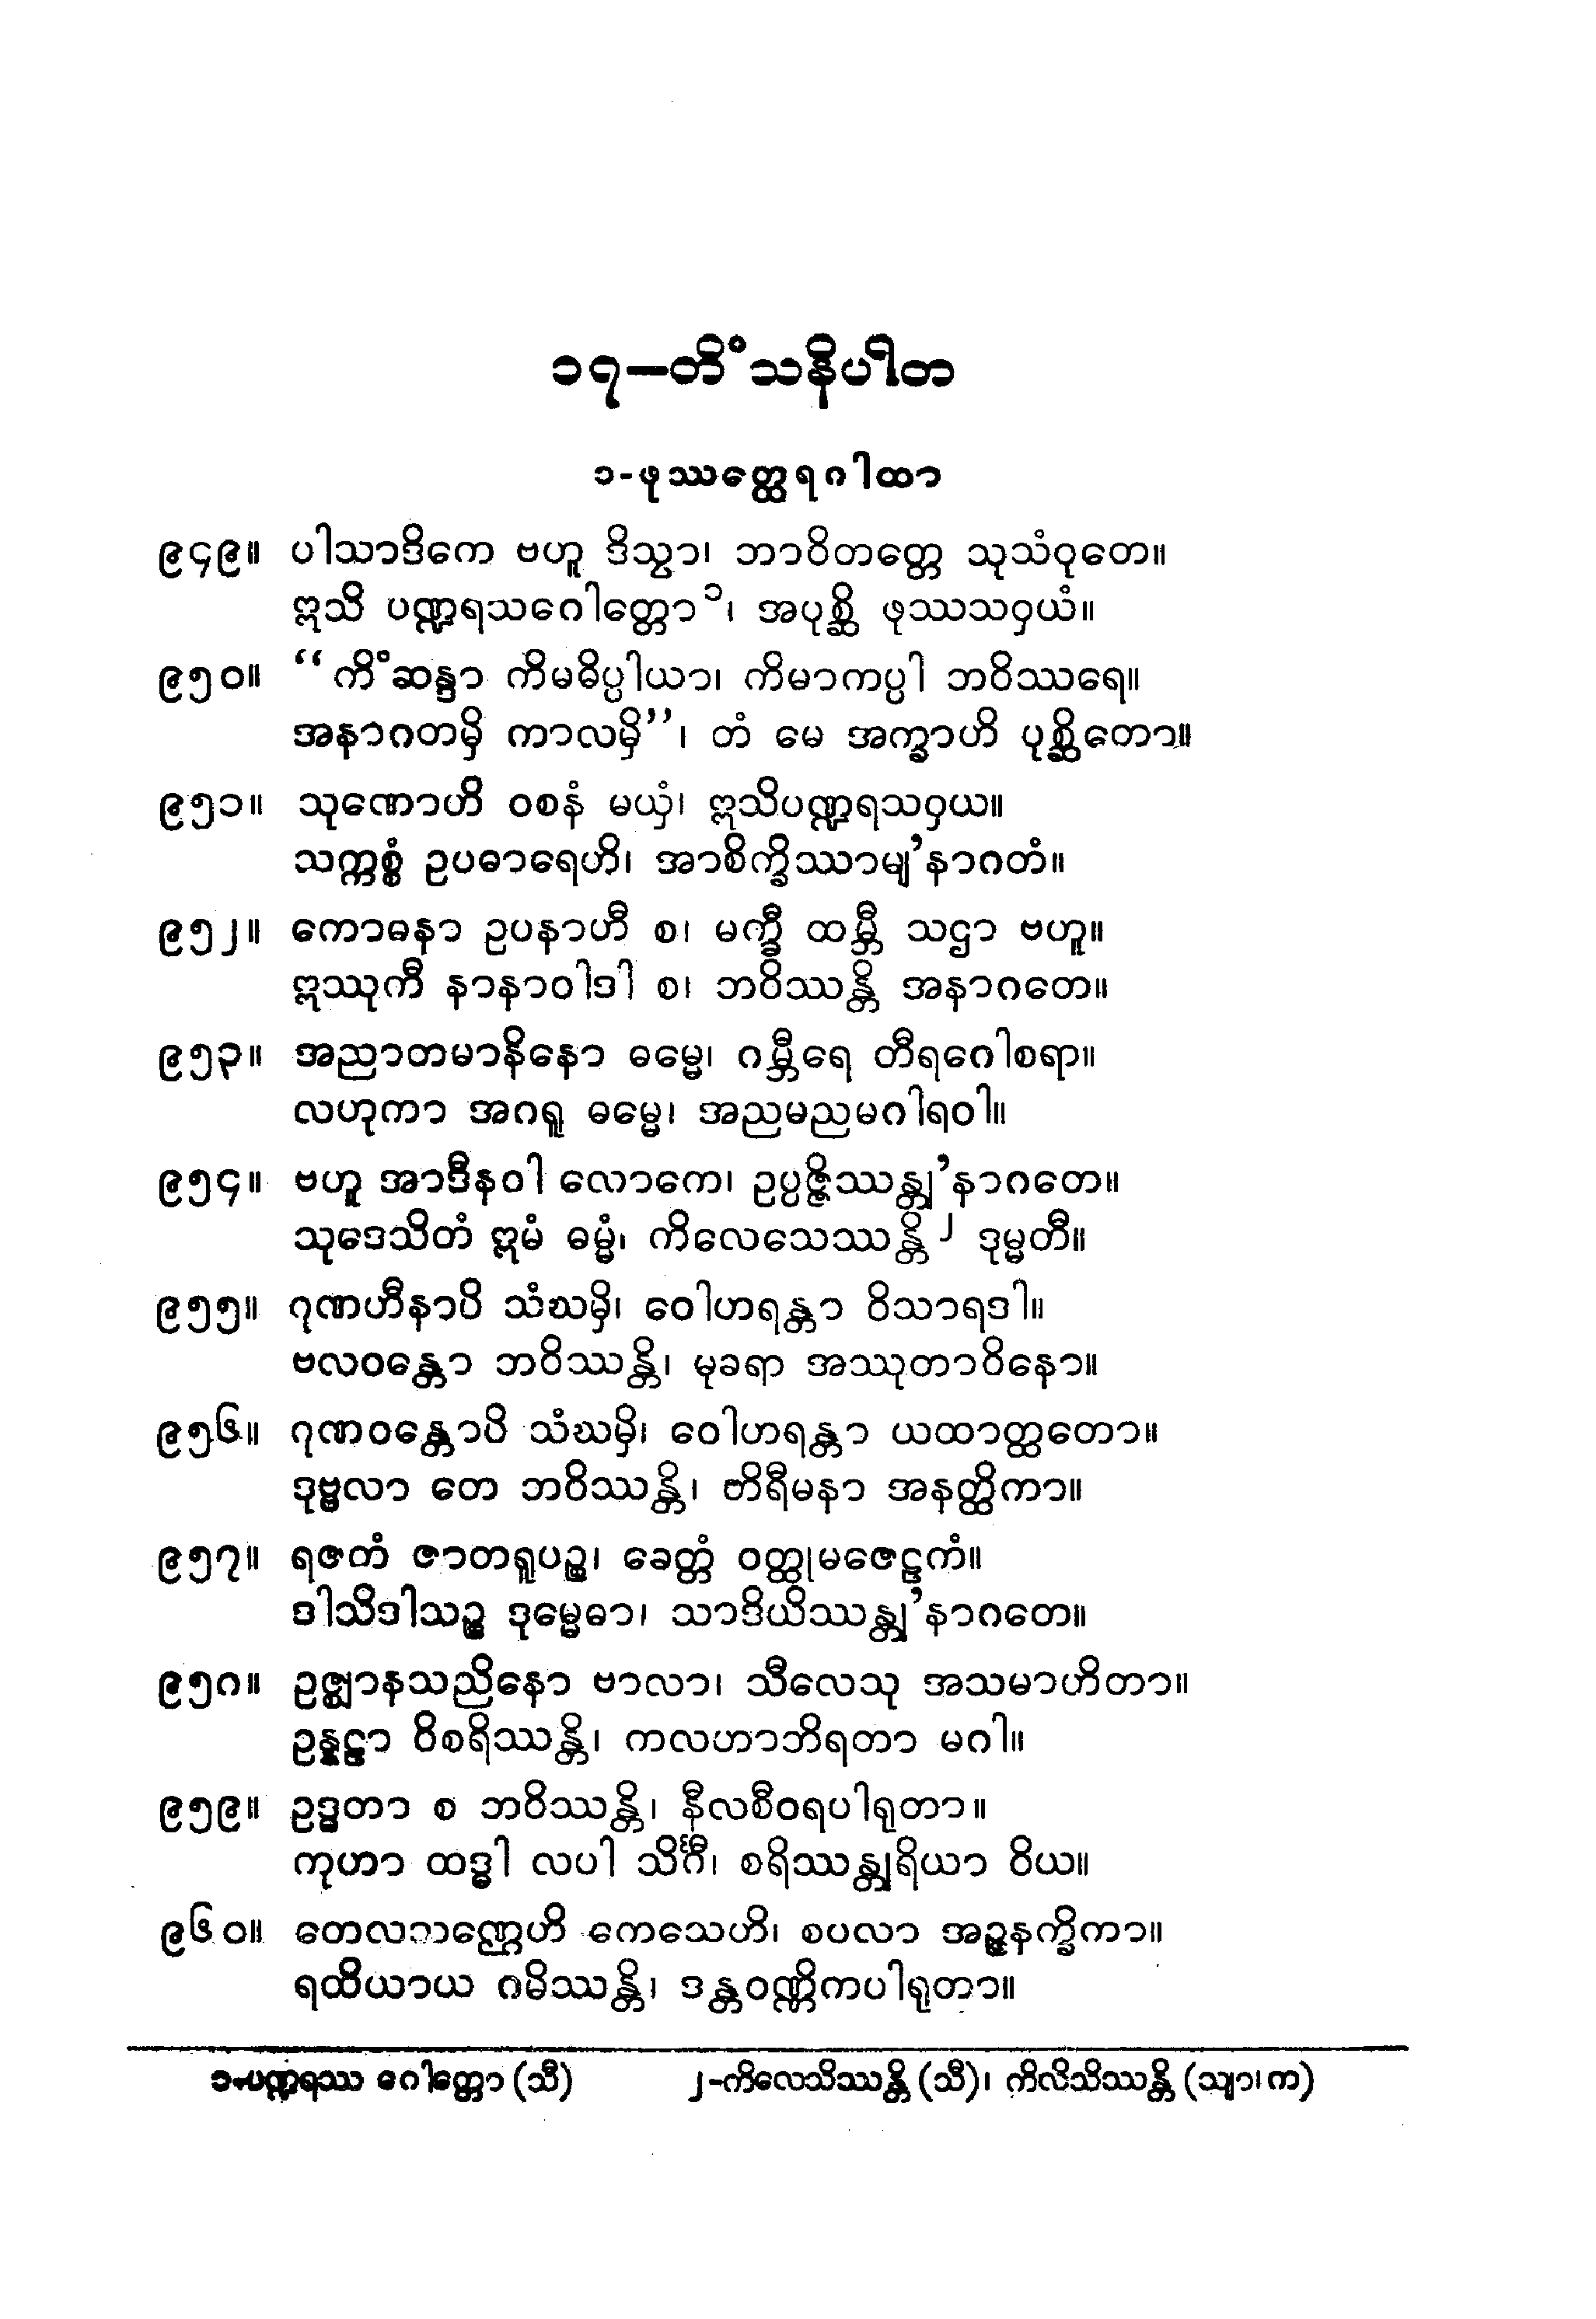 ၁၇–တိံသနိပါတ
၁-ဖုဿတ္ထေရဂါထာ
၉၄၉။ ပါသာဒိကေ ဗဟူ ဒိသွာ၊ ဘာဝိတတ္တေ သုသံဝုတေ။
ဣသိ ပဏ္ဍရသဂေါတ္တော ၁၊ အပုစ္ဆိ ဖုဿသဝှယံ။
၉၅၀။ “ကိံဆန္ဒာ ကိမဓိပ္ပါယာ၊ ကိမာကပ္ပါ ဘဝိဿရေ။
အနာဂတမှိ ကာလမှိ”၊ တံ မေ အက္ခာဟိ ပုစ္ဆိတော။
၉၅၁။ သုဏောဟိ ဝစနံ မယှံ၊ ဣသိပဏ္ဍရသဝှယ။
သက္ကစ္စံ ဥပဓာရေဟိ၊ အာစိက္ခိဿာမျ’နာဂတံ။
၉၅၂။ ကောဓနာ ဥပနာဟီ စ၊ မက္ခီ ထမ္ဘီ သဌာ ဗဟူ။
ဣဿုကီ နာနာဝါဒါ စ၊ ဘဝိဿန္တိ အနာဂတေ။
၉၅၃။ အညာတမာနိနော ဓမ္မေ၊ ဂမ္ဘီရေ တီရဂေါစရာ။
လဟုကာ အဂရူ ဓမ္မေ၊ အညမညမဂါရဝါ။
၉၅၄။ ဗဟူ အာဒီနဝါ လောကေ၊ ဥပ္ပဇ္ဇိဿန္တျ’နာဂတေ။
သုဒေသိတံ ဣမံ ဓမ္မံ၊ ကိလေသေဿန္တိ ၂ ဒုမ္မတီ။
၉၅၅။ ဂုဏဟီနာပိ သံဃမှိ၊ ဝေါဟရန္တာ ဝိသာရဒါ။
ဗလဝန္တော ဘဝိဿန္တိ၊ မုခရာ အဿုတာဝိနော။
၉၅၆။ ဂုဏဝန္တောပိ သံဃမှိ၊ ဝေါဟရန္တာ ယထာတ္ထတော။
ဒုဗ္ဗလာ တေ ဘဝိဿန္တိ၊ ဟိရီမနာ အနတ္ထိကာ။
၉၅၇။ ရဇတံ ဇာတရူပဉ္စ၊ ခေတ္တံ ဝတ္ထုမဇေဠကံ။
ဒါသိဒါသဉ္စ ဒုမ္မေဓာ၊ သာဒိယိဿန္တျ’နာဂတေ။
၉၅၈။ ဥဇ္ဈာနသညိနော ဗာလာ၊ သီလေသု အသမာဟိတာ။
ဥန္နဠာ ဝိစရိဿန္တိ၊ ကလဟာဘိရတာ မဂါ။
၉၅၉။ ဥဒ္ဓတာ စ ဘဝိဿန္တိ၊ နီလစီဝရပါရုတာ။
ကုဟာ ထဒ္ဓါ လပါ သိင်္ဂီ၊ စရိဿန္တျရိယာ ဝိယ။
၉၆၀။ တေလသဏ္ဌေဟိ ကေသေဟိ၊ စပလာ အဉ္ဇနက္ခိကာ။
ရထိယာယ ဂမိဿန္တိ၊ ဒန္တဝဏ္ဏိကပါရုတာ။
၁-ပဏ္ဍရဿ ဂေါတ္တော (သီ) ၂-ကိလေသိဿန္တိ (သီ)၊ ကိလိသိဿန္တိ (သျာ၊ က)